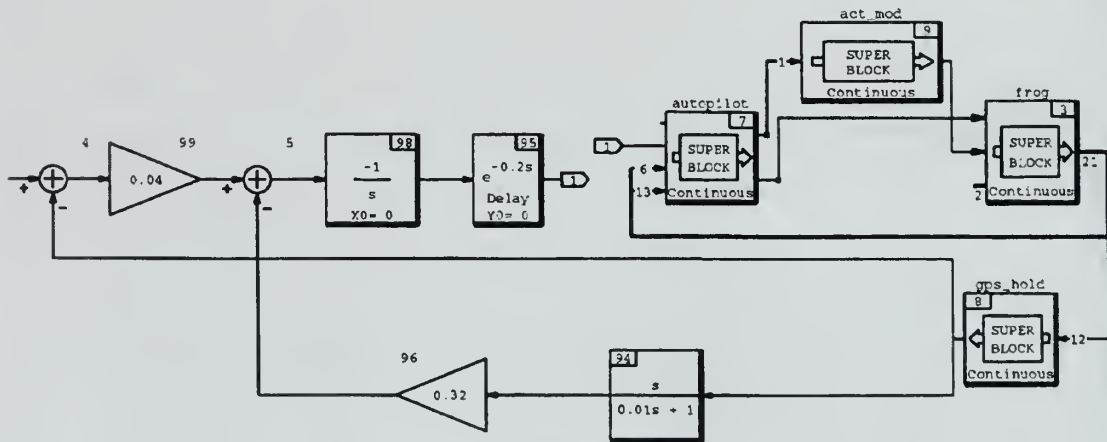 act_mod
9
SUPER
BLOCK
Continuous
1
autopilot
7
SUPER
BLOCK
Continuous
1
6
13
frog
3
SUPER
BLOCK
Continuous
21
2
4
99
5
+
-
0.04
+
-
98
-1
s
X0= 0
95
e-0.2s
Delay
Y0= 0
1
gps_hold
8
SUPER
BLOCK
Continuous
12
96
0.32
94
s
0.01s + 1